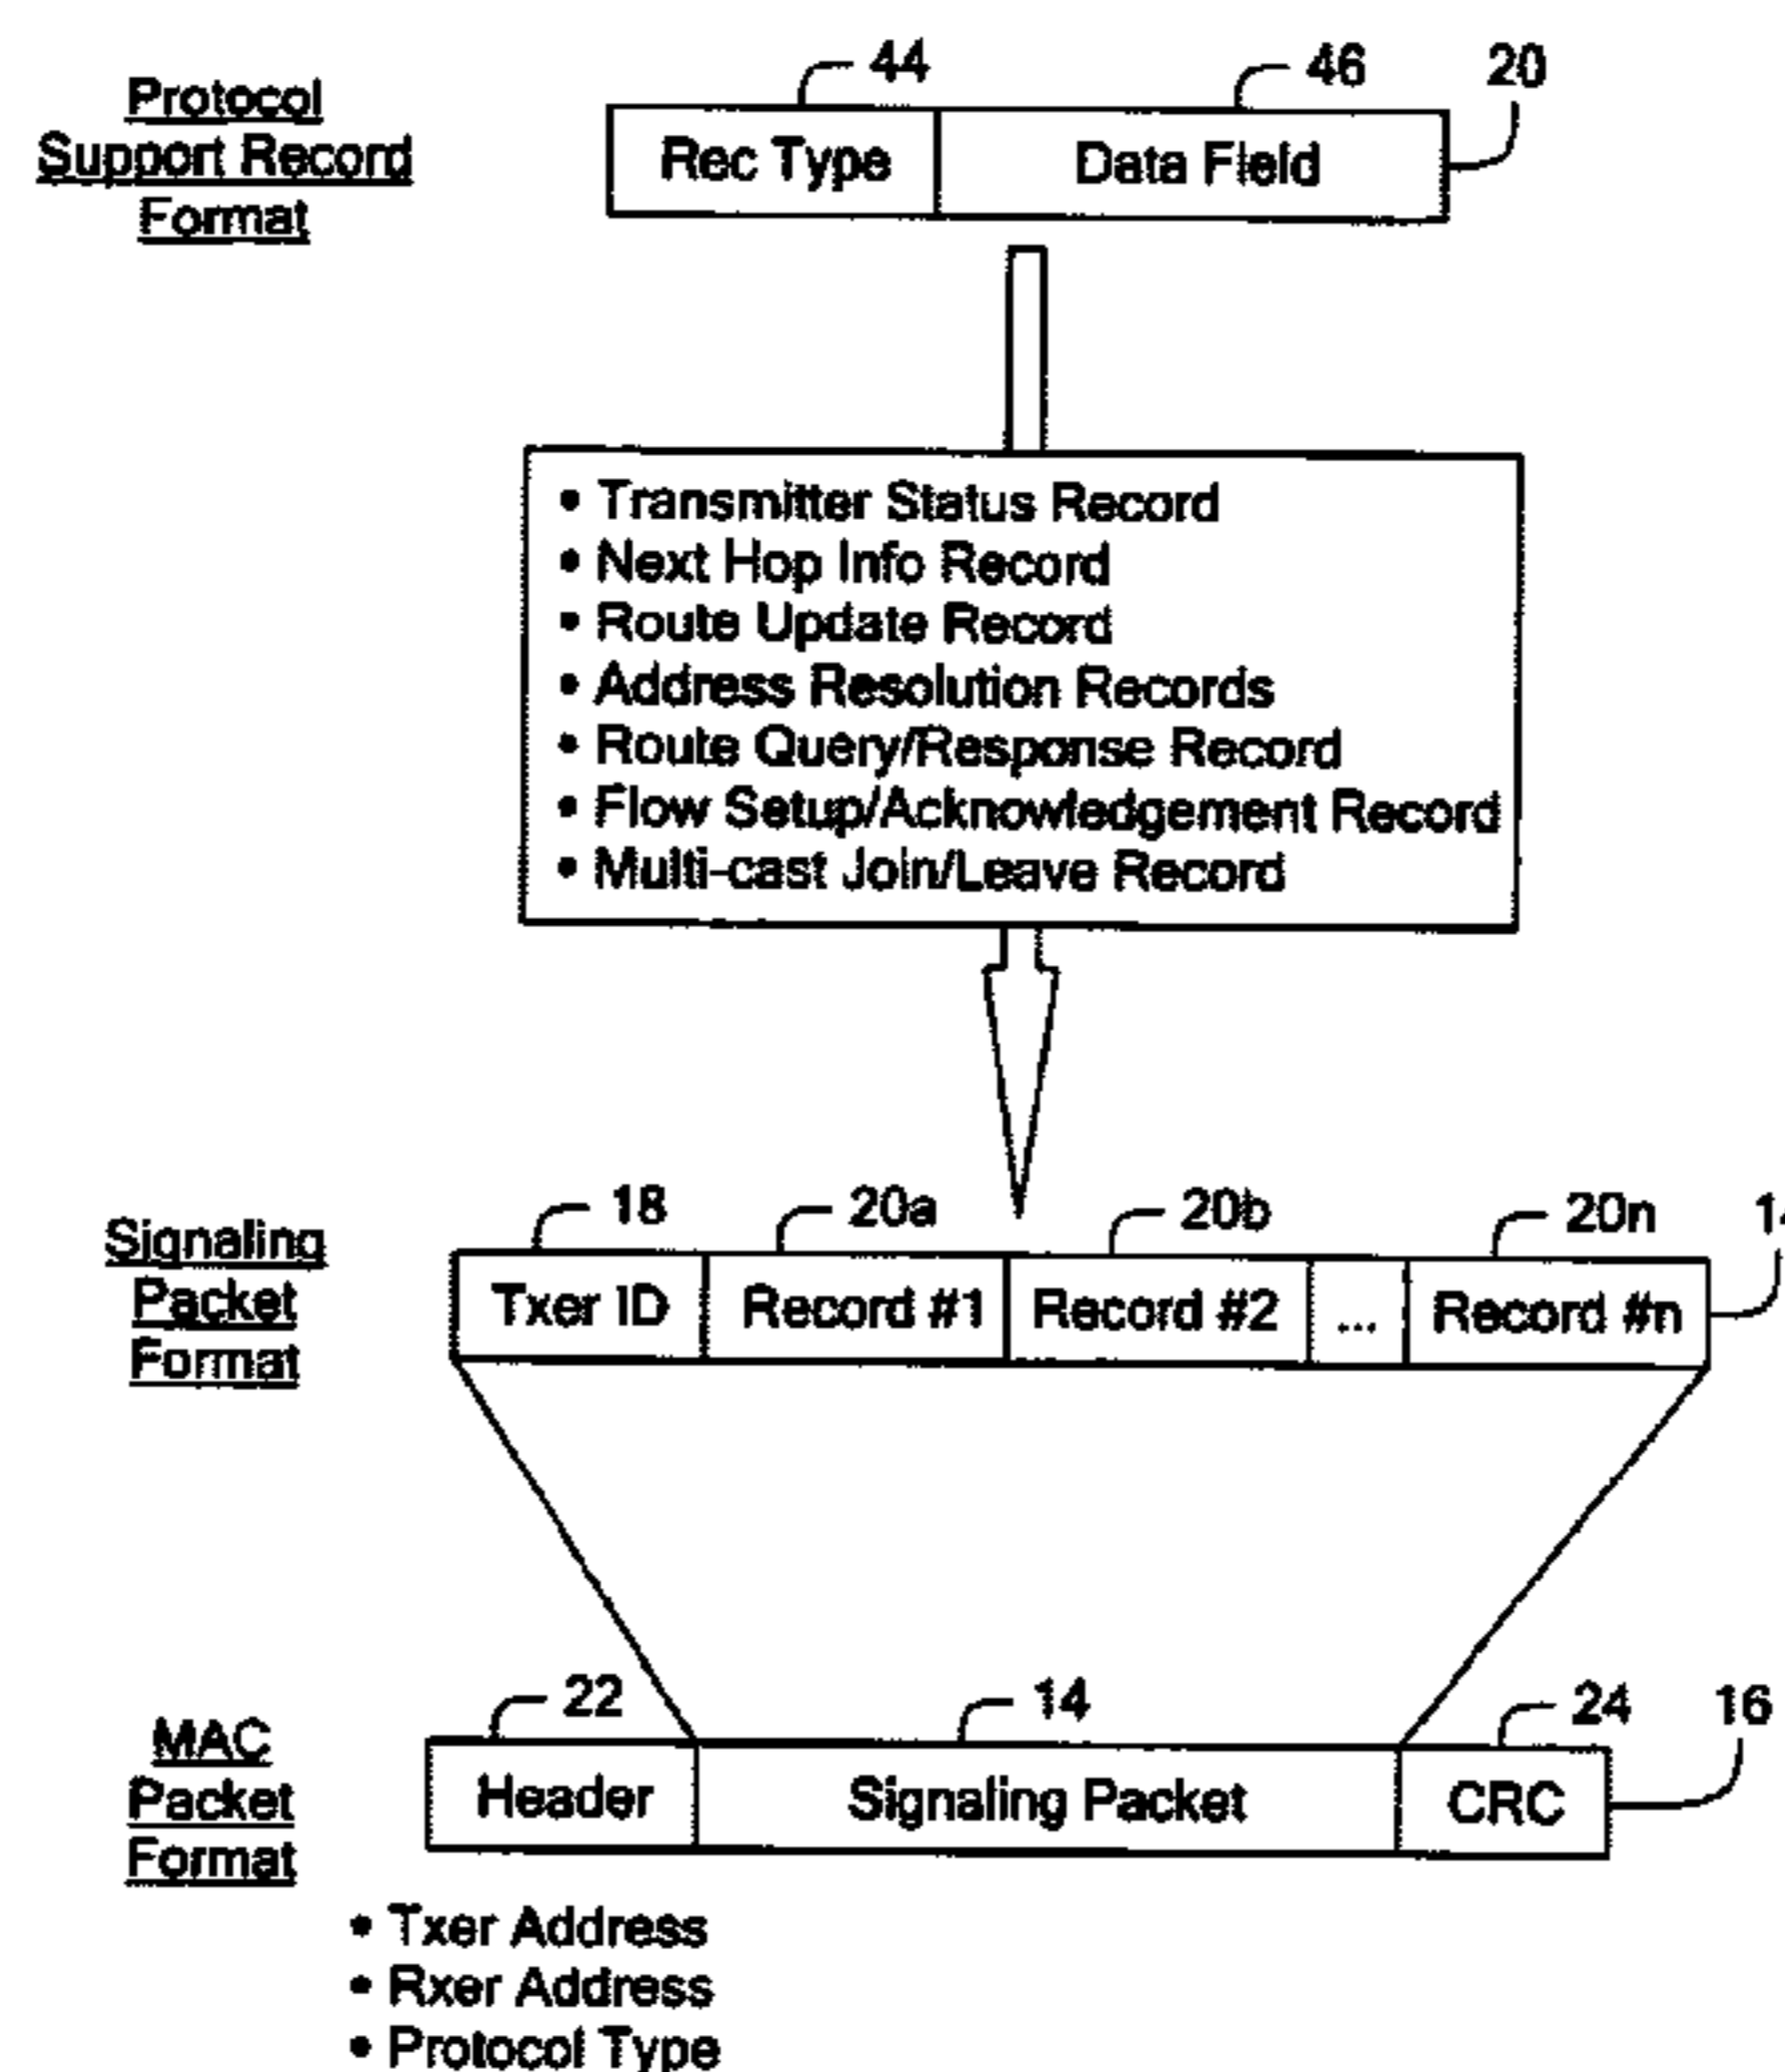 44 46 20
Protocol
Support Record
Format
Rec Type Data Field
• Transmitter Status Record
• Next Hop Info Record
• Route Update Record
• Address Resolution Records
• Route Query/Response Record
• Flow Setup/Acknowledgement Record
• Multi-cast Join/Leave Record
18 20a 20b 20n 14
Signaling
Packet
Format
Txer ID Record #1 Record #2 ... Record #n
22 14 24 16
MAC
Packet
Format
Header Signaling Packet CRC
• Txer Address
• Rxer Address
• Protocol Type